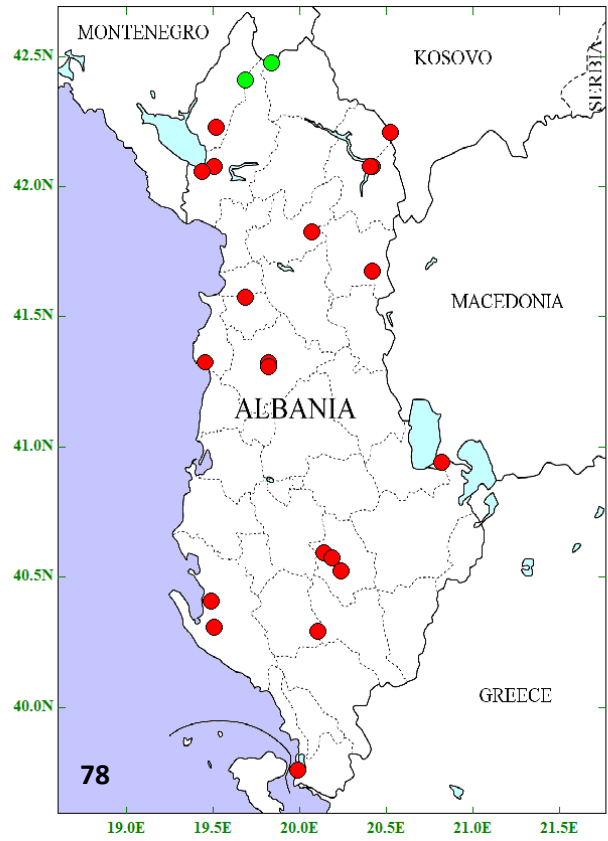 MONTENEGRO
42.5N
KOSOVO
SERBIA
42.0N
41.5N
MACEDONIA
ALBANIA
41.0N
40.5N
40.0N
GREECE
78
19.0E 19.5E 20.0E 20.5E 21.0E 21.5E